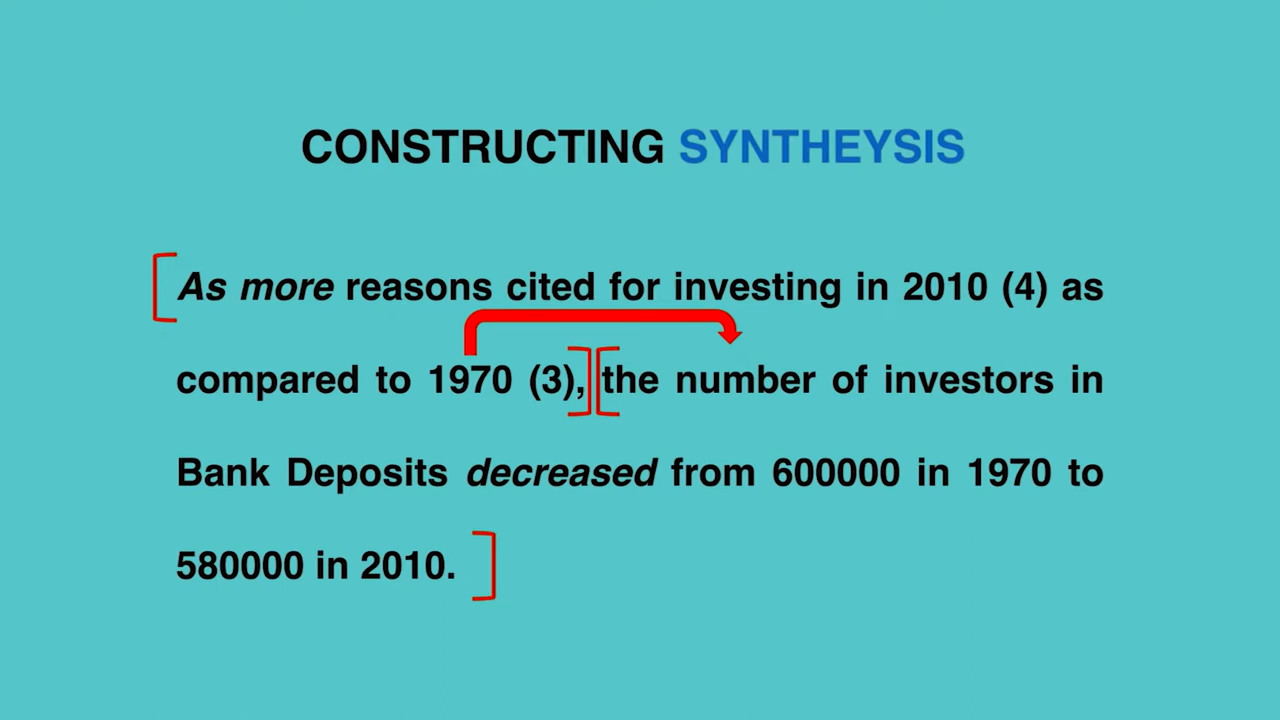 CONSTRUCTING SYNTHEYSIS
As more reasons cited for investing in 2010 (4) as
compared to 1970 (3), the number of investors in
Bank Deposits decreased from 600000 in 1970 to
580000 in 2010.